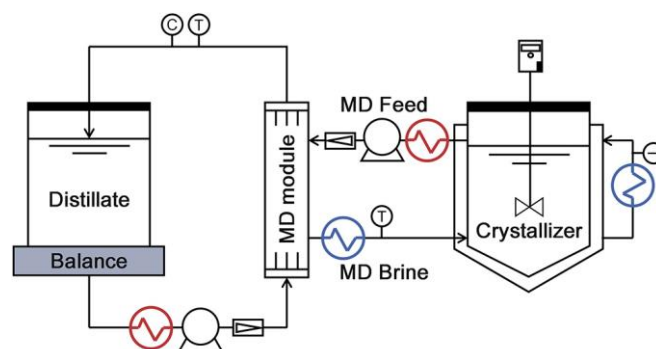 C T
MD Feed
MD module
Distillate
Balance
T
MD Brine
Crystallizer